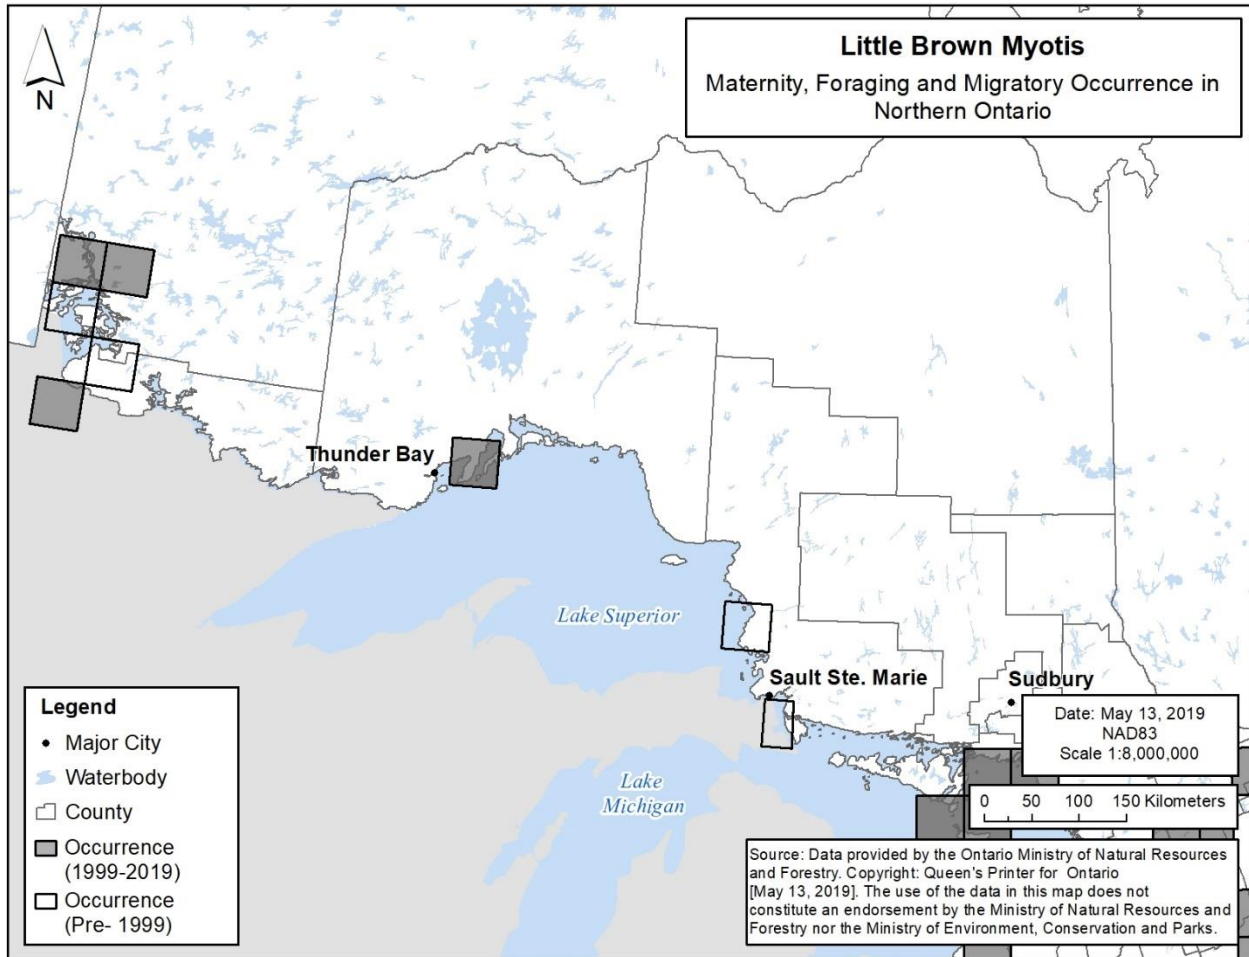 Little Brown Myotis
Maternity, Foraging and Migratory Occurrence in
Northern Ontario
N
Thunder Bay
Lake Superior
Sault Ste. Marie
Sudbury
Lake
Michigan
Legend
Major City
Waterbody
County
Occurrence
(1999-2019)
Occurrence
(Pre- 1999)
Date: May 13, 2019
NAD83
Scale 1:8,000,000
0 50 100 150 Kilometers
Source: Data provided by the Ontario Ministry of Natural Resources
and Forestry. Copyright: Queen's Printer for Ontario
[May 13, 2019]. The use of the data in this map does not
constitute an endorsement by the Ministry of Natural Resources and
Forestry nor the Ministry of Environment, Conservation and Parks.